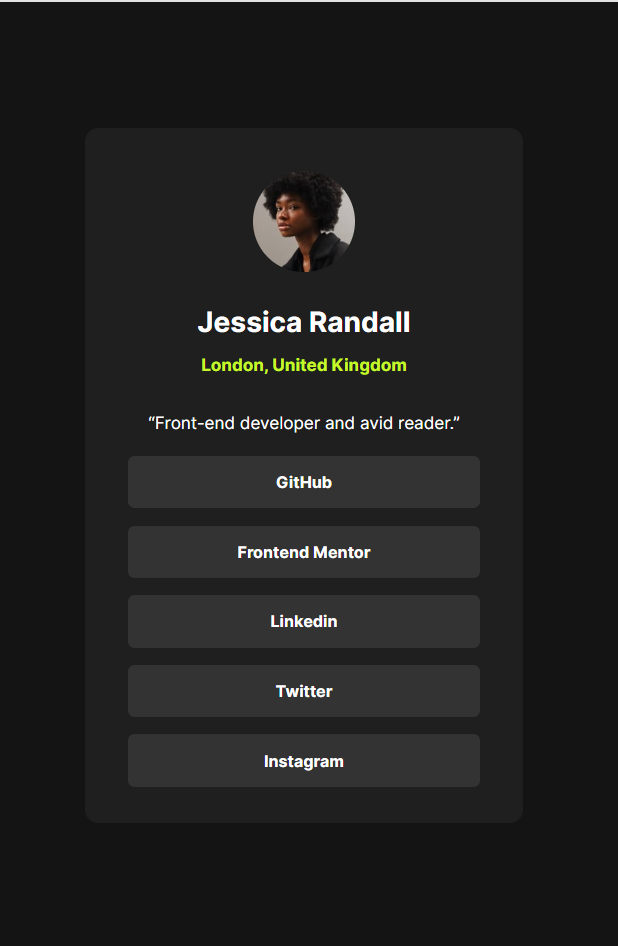 Jessica Randall
London, United Kingdom
“Front-end developer and avid reader.”
GitHub
Frontend Mentor
Linkedin
Twitter
Instagram